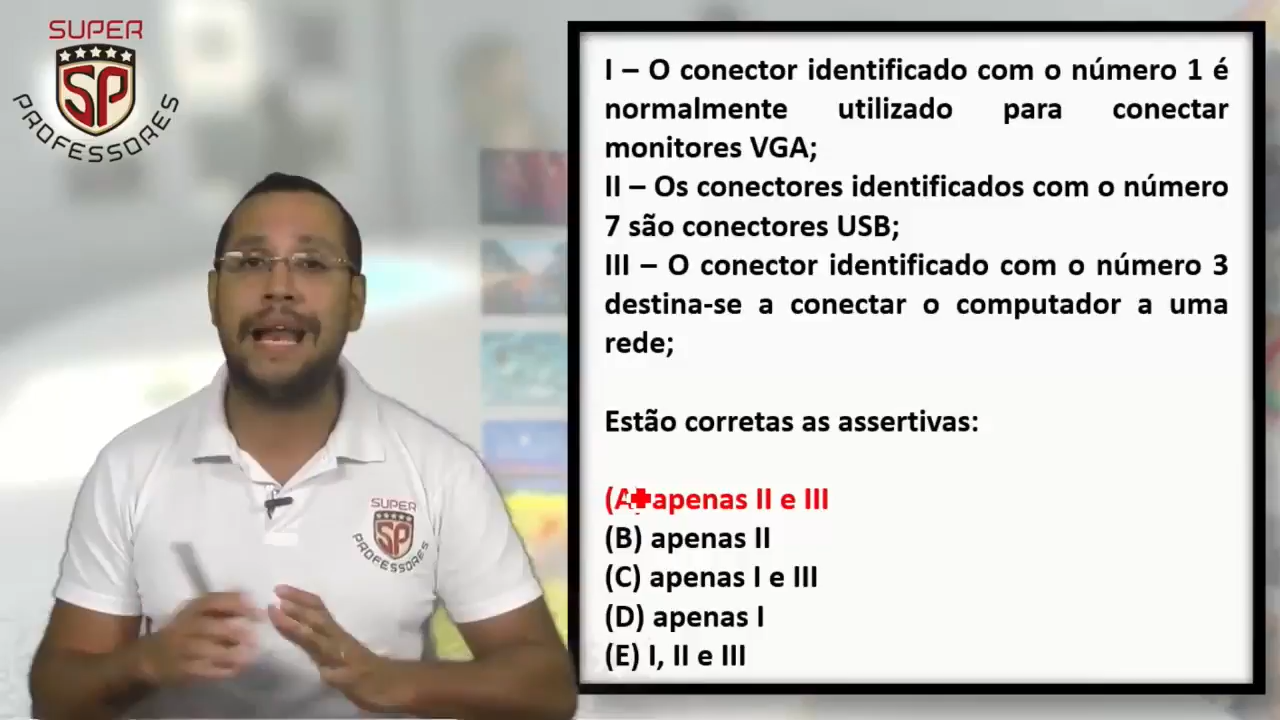 SUPER
SP
PROFESSORES
I – O conector identificado com o número 1 é
normalmente utilizado para conectar
monitores VGA;
II – Os conectores identificados com o número
7 são conectores USB;
III – O conector identificado com o número 3
destina-se a conectar o computador a uma
rede;
Estão corretas as assertivas:
(A) apenas II e III
(B) apenas II
(C) apenas I e III
(D) apenas I
(E) I, II e III
SUPER
SP
PROFESSORES